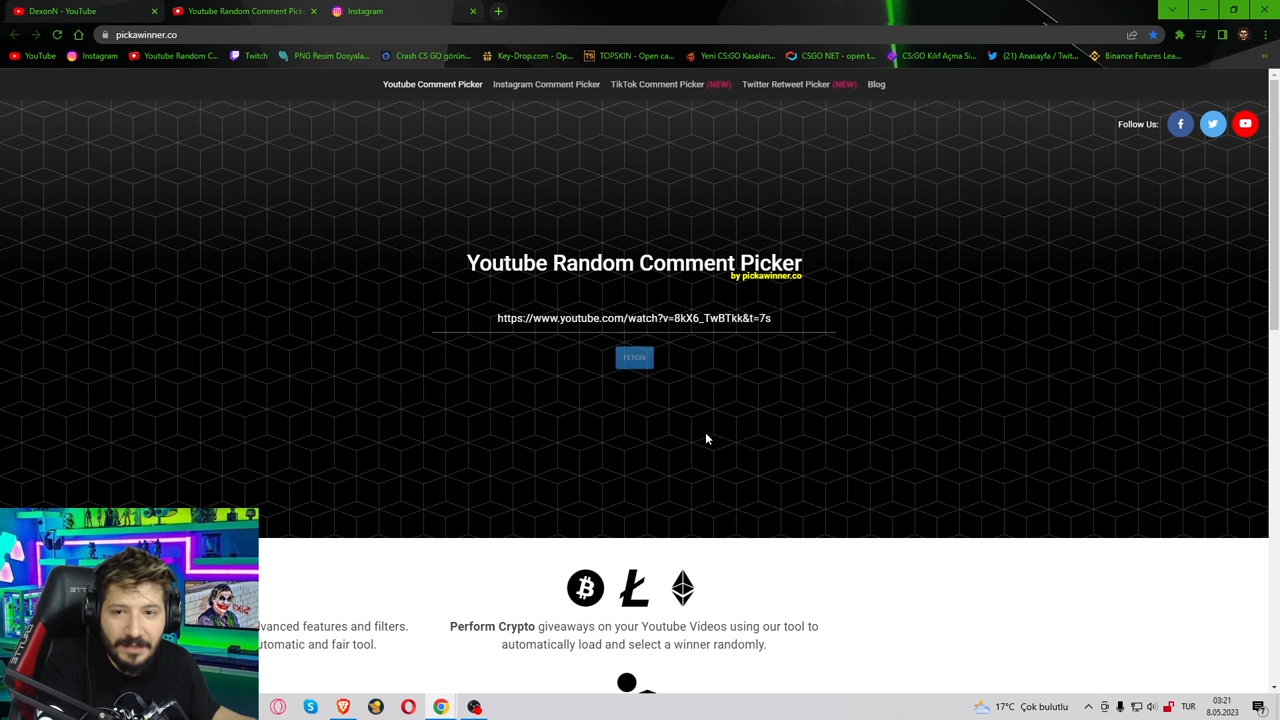 DexonN - YouTube
Youtube Random Comment Pick
Instagram
pickawinner.co
YouTube
Instagram
Youtube Random C...
Twitch
PNG Resim Dosyala...
Crash CS GO görün...
Key-Drop.com - Op...
TOPSKIN - Open ca...
Yeni CS:GO Kasaları...
CSGO NET - open t...
CS:GO Kılıf Açma Si...
(21) Anasayfa / Twit...
Binance Futures Lea...
Youtube Comment Picker
Instagram Comment Picker
TikTok Comment Picker (NEW)
Twitter Retweet Picker (NEW)
Blog
Follow Us:
Youtube Random Comment Picker
by pickawinner.co
https://www.youtube.com/watch?v=8kX6_TwBTkk&t=7s
vanced features and filters.
utomatic and fair tool.
Perform Crypto giveaways on your Youtube Videos using our tool to
automatically load and select a winner randomly.
17°C Çok bulutlu
TUR
03:21
8.05.2023
7